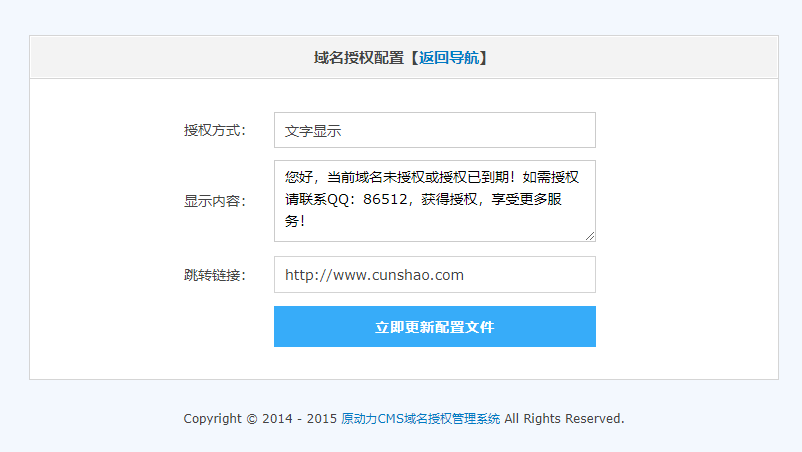 域名授权配置【返回导航】
授权方式：
文字显示
显示内容：
您好，当前域名未授权或授权已到期！如需授权
请联系QQ：86512，获得授权，享受更多服
务！
跳转链接：
http://www.cunshao.com
立即更新配置文件
Copyright © 2014 - 2015 原动力CMS域名授权管理系统 All Rights Reserved.